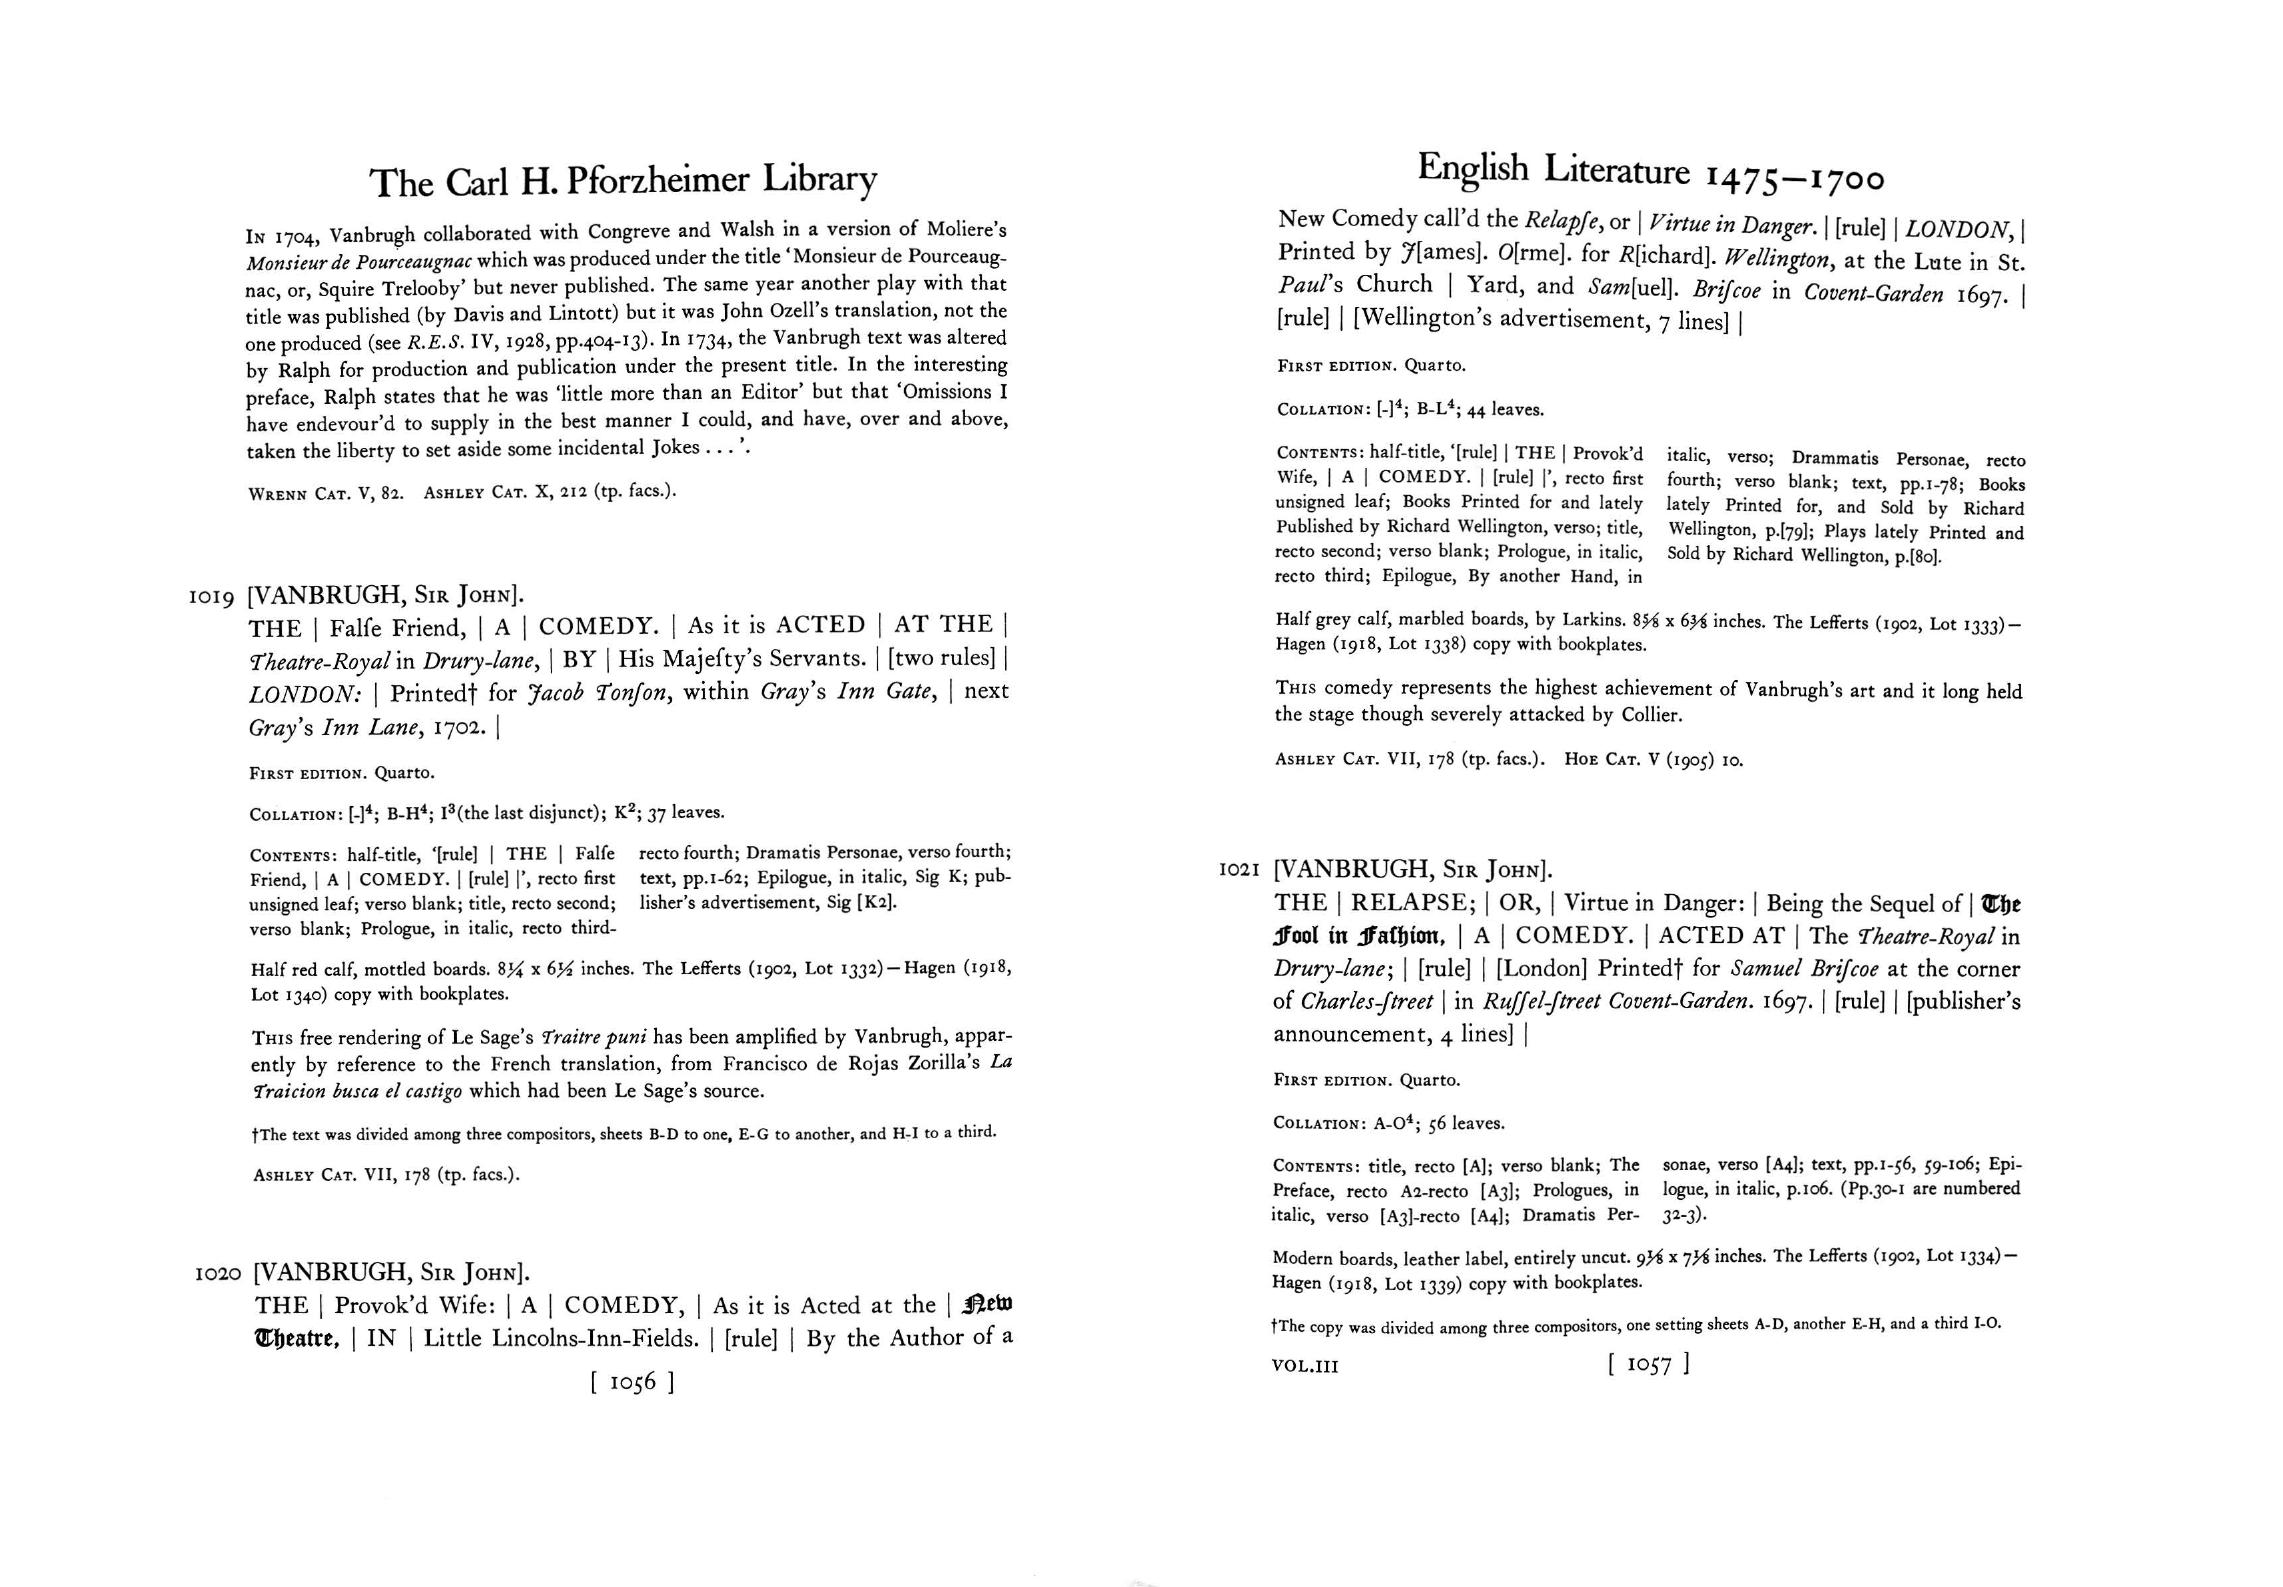 The Carl H. Pforzheimer Library
In 1704, Vanbrugh collaborated with Congreve and Walsh in a version of Moliere's
Monsieur de Pourceaugnac which was produced under the title 'Monsieur de Pourceaug-
nac, or, Squire Trelooby' but never published. The same year another play with that
title was published (by Davis and Lintott) but it was John Ozell's translation, not the
one produced (see R.E.S. IV, 1928, pp.404-13). In 1734, the Vanbrugh text was altered
by Ralph for production and publication under the present title. In the interesting
preface, Ralph states that he was 'little more than an Editor' but that 'Omissions I
have endevour'd to supply in the best manner I could, and have, over and above,
taken the liberty to set aside some incidental Jokes . . . '.
Wrenn Cat. V, 82. Ashley Cat. X, 212 (tp. facs.).
1019 [VANBRUGH, Sir John].
THE | Falſe Friend, | A | COMEDY. | As it is ACTED | AT THE |
Theatre-Royal in Drury-lane, | BY | His Majeſty's Servants. | [two rules] |
LONDON: | Printed† for Jacob Tonſon, within Gray's Inn Gate, | next
Gray's Inn Lane, 1702. |
First edition. Quarto.
Collation: [-]⁴; B-H⁴; I³(the last disjunct); K²; 37 leaves.
Contents: half-title, '[rule] | THE | Falſe
Friend, | A | COMEDY. | [rule] |', recto first
unsigned leaf; verso blank; title, recto second;
verso blank; Prologue, in italic, recto third-
recto fourth; Dramatis Personae, verso fourth;
text, pp.1-62; Epilogue, in italic, Sig K; pub-
lisher's advertisement, Sig [K2].
Half red calf, mottled boards. 8¼ x 6½ inches. The Lefferts (1902, Lot 1332)—Hagen (1918,
Lot 1340) copy with bookplates.
This free rendering of Le Sage's Traitre puni has been amplified by Vanbrugh, appar-
ently by reference to the French translation, from Francisco de Rojas Zorilla's La
Traicion busca el castigo which had been Le Sage's source.
†The text was divided among three compositors, sheets B-D to one, E-G to another, and H-I to a third.
Ashley Cat. VII, 178 (tp. facs.).
1020 [VANBRUGH, Sir John].
THE | Provok'd Wife: | A | COMEDY, | As it is Acted at the | New
Theatre, | IN | Little Lincolns-Inn-Fields. | [rule] | By the Author of a
[ 1056 ]
English Literature 1475—1700
New Comedy call'd the Relapſe, or | Virtue in Danger. | [rule] | LONDON, |
Printed by J[ames]. O[rme]. for R[ichard]. Wellington, at the Lute in St.
Paul's Church | Yard, and Sam[uel]. Briſcoe in Covent-Garden 1697. |
[rule] | [Wellington's advertisement, 7 lines] |
First edition. Quarto.
Collation: [-]⁴; B-L⁴; 44 leaves.
Contents: half-title, '[rule] | THE | Provok'd
Wife, | A | COMEDY. | [rule] |', recto first
unsigned leaf; Books Printed for and lately
Published by Richard Wellington, verso; title,
recto second; verso blank; Prologue, in italic,
recto third; Epilogue, By another Hand, in
italic, verso; Drammatis Personae, recto
fourth; verso blank; text, pp.1-78; Books
lately Printed for, and Sold by Richard
Wellington, p.[79]; Plays lately Printed and
Sold by Richard Wellington, p.[80].
Half grey calf, marbled boards, by Larkins. 8⅝ x 6⅜ inches. The Lefferts (1902, Lot 1333)—
Hagen (1918, Lot 1338) copy with bookplates.
This comedy represents the highest achievement of Vanbrugh's art and it long held
the stage though severely attacked by Collier.
Ashley Cat. VII, 178 (tp. facs.). Hoe Cat. V (1905) 10.
1021 [VANBRUGH, Sir John].
THE | RELAPSE; | OR, | Virtue in Danger: | Being the Sequel of | The
Fool in Faſhion, | A | COMEDY. | ACTED AT | The Theatre-Royal in
Drury-lane; | [rule] | [London] Printed† for Samuel Briſcoe at the corner
of Charles-ſtreet | in Ruſſel-ſtreet Covent-Garden. 1697. | [rule] | [publisher's
announcement, 4 lines] |
First edition. Quarto.
Collation: A-O⁴; 56 leaves.
Contents: title, recto [A]; verso blank; The
Preface, recto A2-recto [A3]; Prologues, in
italic, verso [A3]-recto [A4]; Dramatis Per-
sonae, verso [A4]; text, pp.1-56, 59-106; Epi-
logue, in italic, p.106. (Pp.30-1 are numbered
32-3).
Modern boards, leather label, entirely uncut. 9⅜ x 7⅜ inches. The Lefferts (1902, Lot 1334)—
Hagen (1918, Lot 1339) copy with bookplates.
†The copy was divided among three compositors, one setting sheets A-D, another E-H, and a third I-O.
VOL.III [ 1057 ]